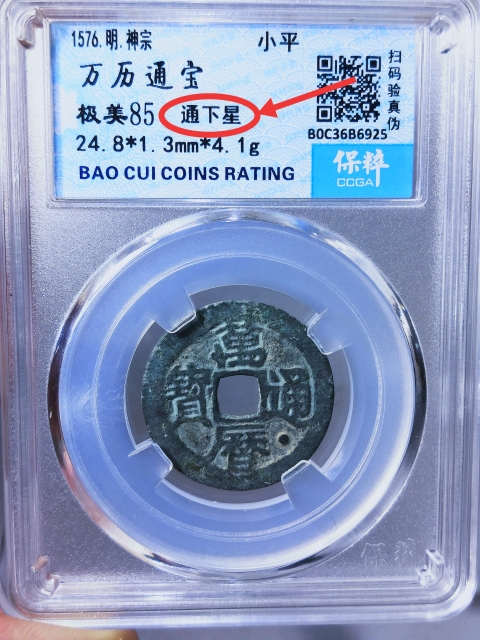 1576.明.神宗
小平
万历通宝
极美85 通下星
24.8*1.3mm*4.1g
BAO CUI COINS RATING
扫码验真伪
B0C36B6925
保粹
CCGA
萬曆通寶
保粹